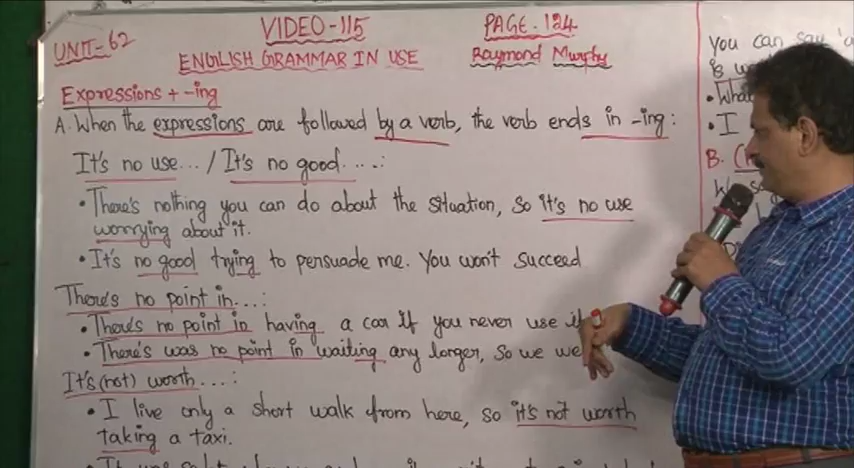 UNIT-62
VIDEO-115
PAGE.124
ENGLISH GRAMMAR IN USE
Raymond Murphy
Expressions + -ing
A. When the expressions are followed by a verb, the verb ends in -ing:
It's no use... / It's no good....:
• There's nothing you can do about the situation, so it's no use
worrying about it.
• It's no good trying to persuade me. You won't succeed
There's no point in...:
• There's no point in having a car if you never use it
• There was no point in waiting any longer, so we we
It's (not) worth....:
• I live only a short walk from here, so it's not worth
taking a taxi.
you can say
is
• What
• I
B.